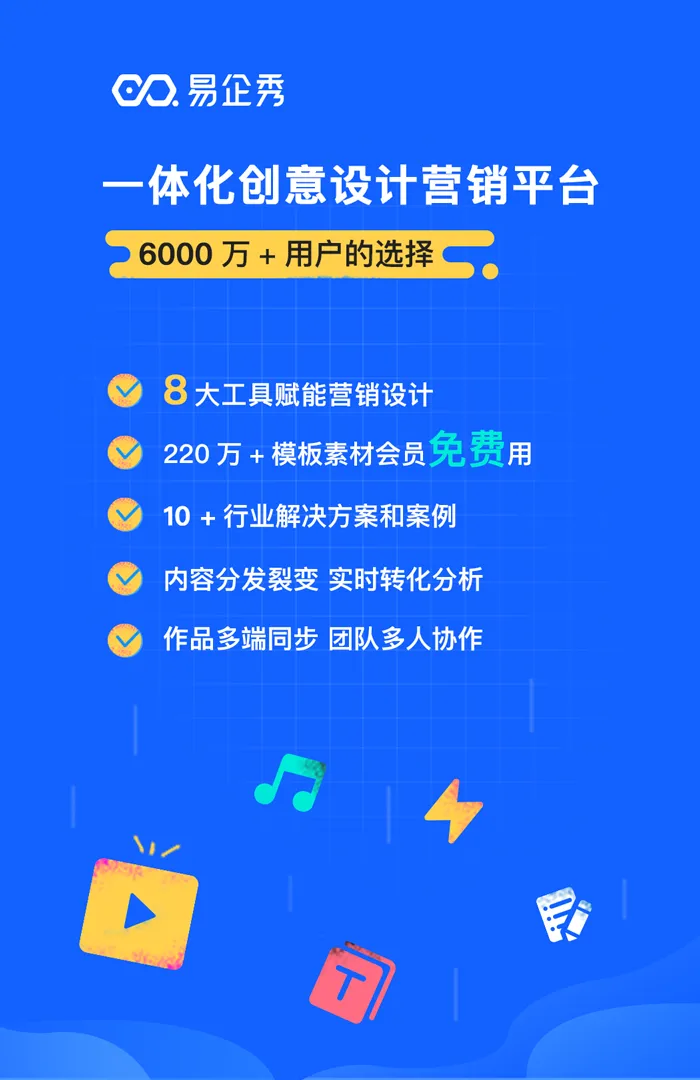 易企秀
一体化创意设计营销平台
6000 万 + 用户的选择
8 大工具赋能营销设计
220 万 + 模板素材会员免费用
10 + 行业解决方案和案例
内容分发裂变 实时转化分析
作品多端同步 团队多人协作
T